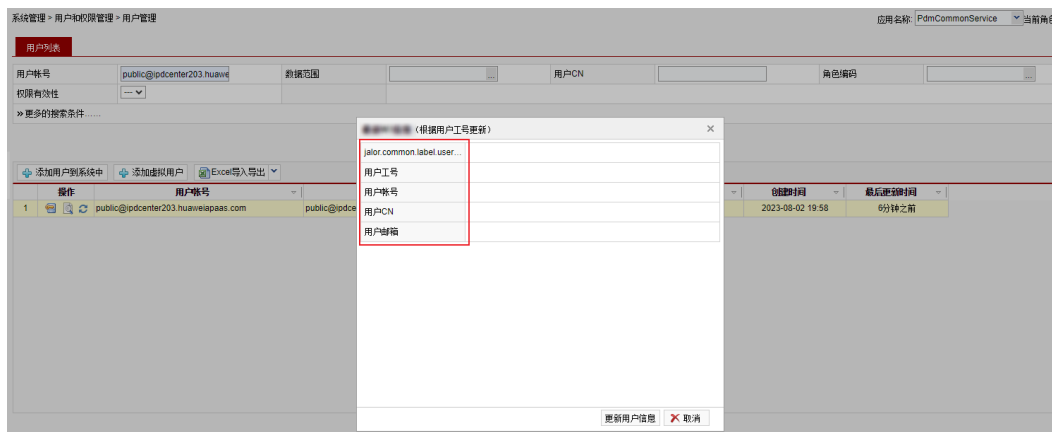 系统管理 > 用户和权限管理 > 用户管理
应用名称: PdmCommonService 当前角色
用户列表
用户帐号 public@ipdcenter203.huawe 数据范围 ... 用户CN 角色编码 ...
权限有效性 ---
» 更多的搜索条件......
（根据用户工号更新） ×
jalor.common.label.user...
用户工号
用户帐号
用户CN
用户邮箱
添加用户到系统中 添加虚拟用户 Excel导入导出
操作 用户帐号 创建时间 最后更新时间
1 public@ipdcenter203.huaweiapaas.com public@ipdce 2023-08-02 19:58 6分钟之前
更新用户信息 取消